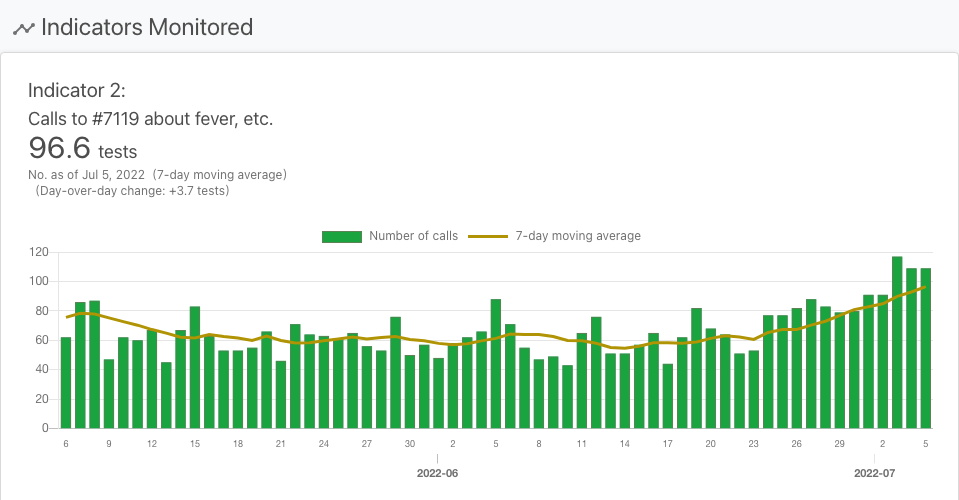 Indicators Monitored
Indicator 2:
Calls to #7119 about fever, etc.
96.6 tests
No. as of Jul 5, 2022 (7-day moving average)
(Day-over-day change: +3.7 tests)
Number of calls 7-day moving average
120
100
80
60
40
20
0
6 9 12 15 18 21 24 27 30 2 5 8 11 14 17 20 23 26 29 2 5
2022-06 2022-07